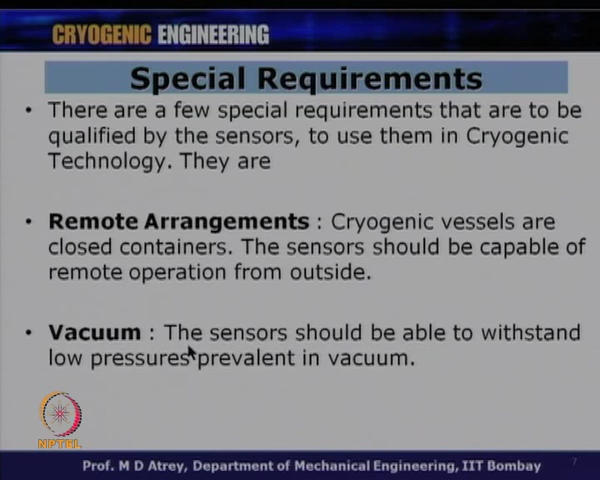 CRYOGENIC ENGINEERING
Special Requirements
• There are a few special requirements that are to be
qualified by the sensors, to use them in Cryogenic
Technology. They are
• Remote Arrangements : Cryogenic vessels are
closed containers. The sensors should be capable of
remote operation from outside.
• Vacuum : The sensors should be able to withstand
low pressures prevalent in vacuum.
NPTEL
Prof. M D Atrey, Department of Mechanical Engineering, IIT Bombay
7